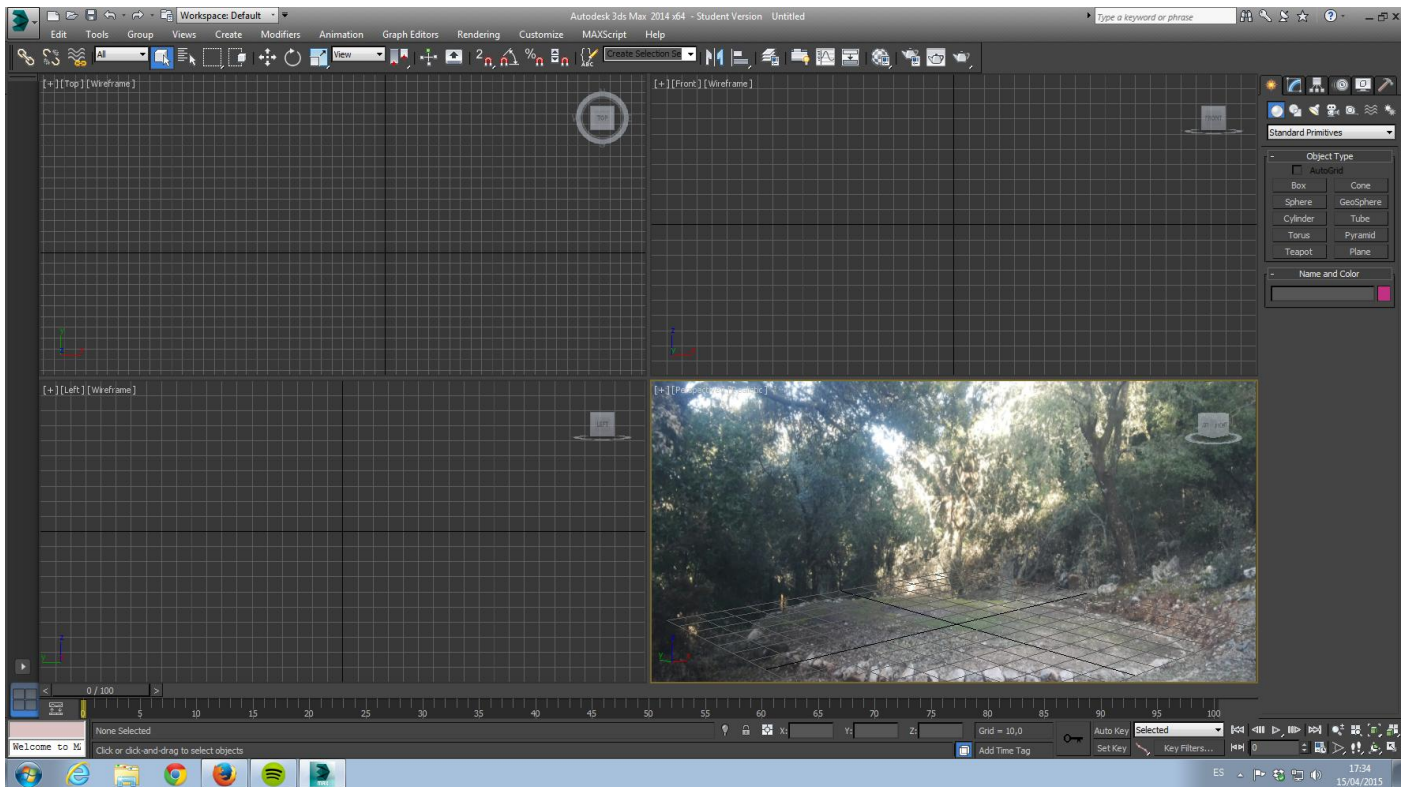 Workspace: Default
Autodesk 3ds Max 2014 x64 - Student Version Untitled
Type a keyword or phrase
Edit Tools Group Views Create Modifiers Animation Graph Editors Rendering Customize MAXScript Help
All View Create Selection Se
[+][Top][Wireframe]
TOP
[+][Front][Wireframe]
FRONT
Standard Primitives
- Object Type
AutoGrid
Box Cone
Sphere GeoSphere
Cylinder Tube
Torus Pyramid
Teapot Plane
- Name and Color
[+][Left][Wireframe]
LEFT
0 / 100
0 5 10 15 20 25 30 35 40 45 50 55 60 65 70 75 80 85 90 95 100
None Selected X: Y: Z: Grid = 10,0 Auto Key Selected
Welcome to M
Click or click-and-drag to select objects Add Time Tag Set Key Key Filters... 0
ES 17:34
15/04/2015